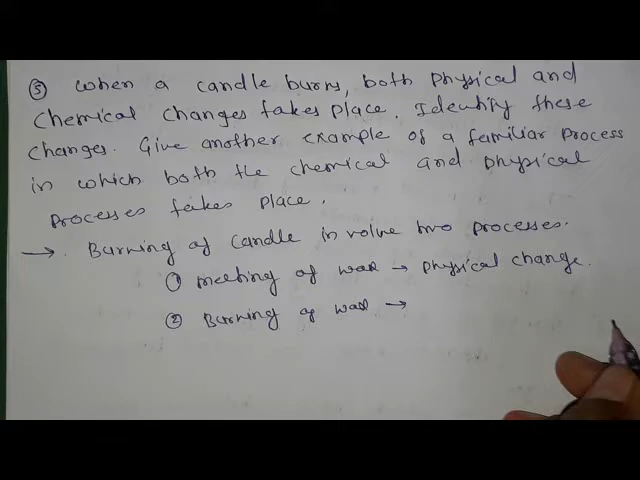 ③ When a candle burns, both physical and
Chemical changes takes place. Identify these
changes. Give another example of a familiar process
in which both the chemical and physical
processes takes place.
→ Burning of candle involve two processes.
① melting of wax → physical change.
② Burning of wax →